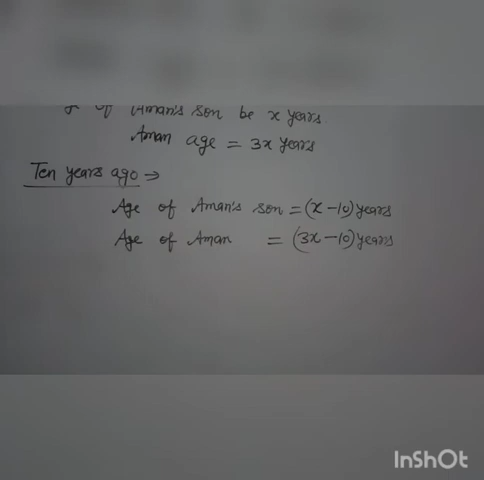 of Aman's son be x years.
Aman age = 3x years
Ten years ago →
Age of Aman's son = (x-10) years
Age of Aman = (3x-10) years
InShOt